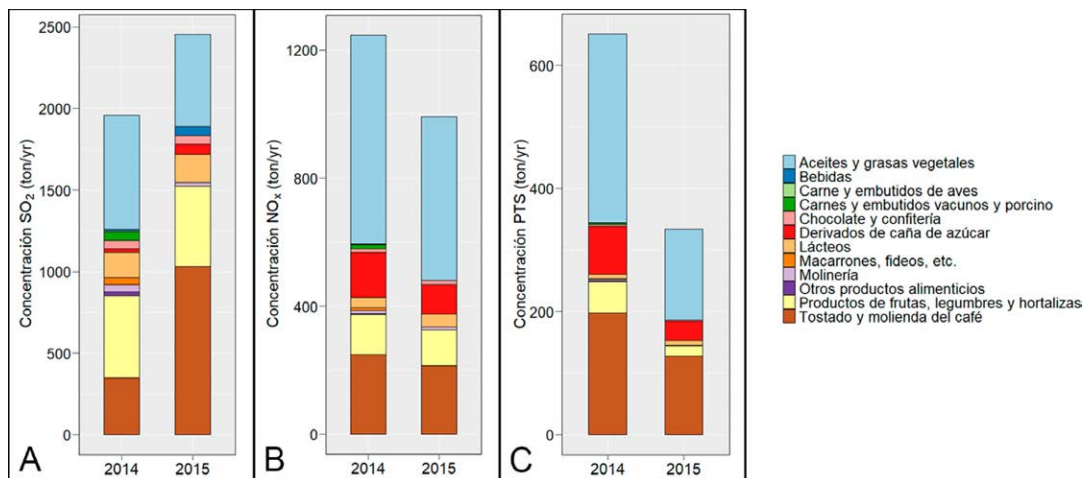 Concentración SO2 (ton/yr)
2500
2000
1500
1000
500
0
2014 2015
A
Concentración NOx (ton/yr)
1200
800
400
0
2014 2015
B
Concentración PTS (ton/yr)
600
400
200
0
2014 2015
C
Aceites y grasas vegetales
Bebidas
Carne y embutidos de aves
Carnes y embutidos vacunos y porcino
Chocolate y confitería
Derivados de caña de azúcar
Lácteos
Macarrones, fideos, etc.
Molinería
Otros productos alimenticios
Productos de frutas, legumbres y hortalizas
Tostado y molienda del café